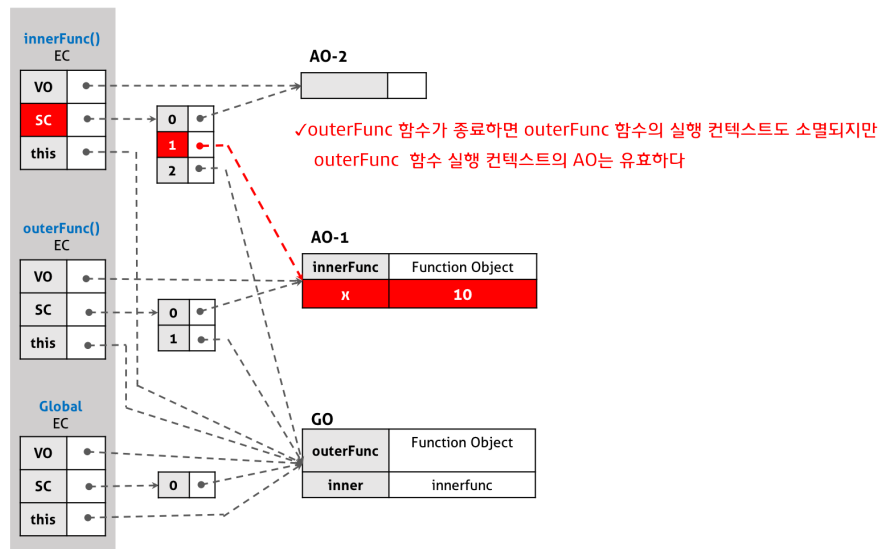 innerFunc()
EC
VO
SC
this
0
1
2
AO-2
✓outerFunc 함수가 종료하면 outerFunc 함수의 실행 컨텍스트도 소멸되지만
outerFunc 함수 실행 컨텍스트의 AO는 유효하다
outerFunc()
EC
VO
SC
this
0
1
AO-1
innerFunc Function Object
x 10
Global
EC
VO
SC
this
0
GO
outerFunc Function Object
inner innerfunc